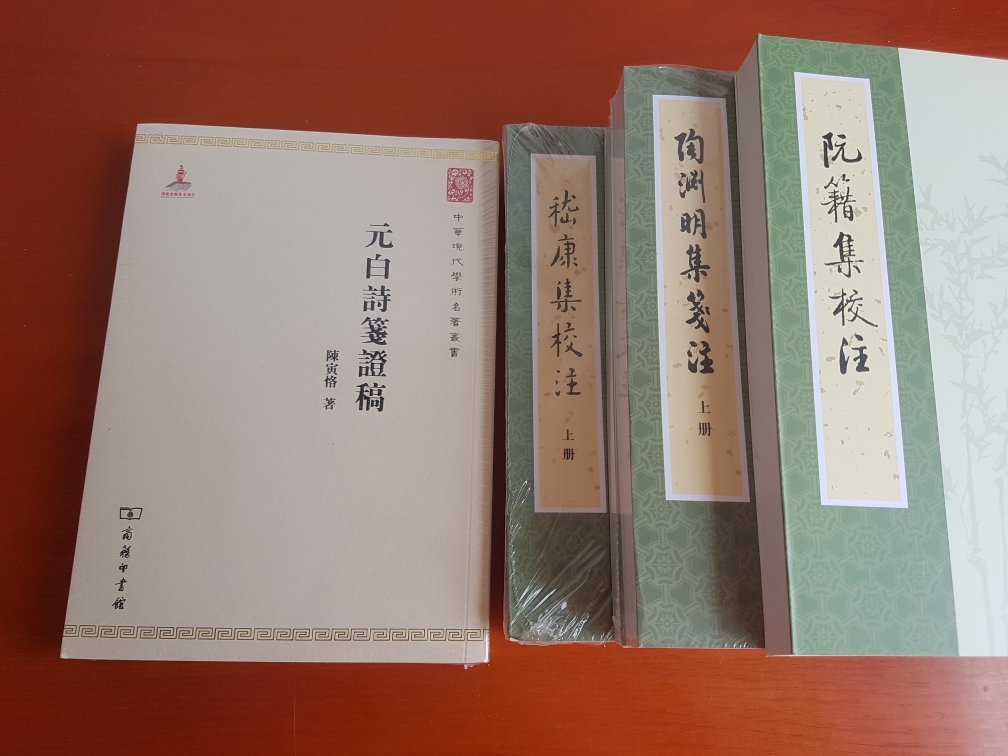 元白詩箋證稿
陳寅恪 著
中華現代學術名著叢書
商務印書館
嵇康集校注
上册
陶淵明集箋注
上册
阮籍集校注